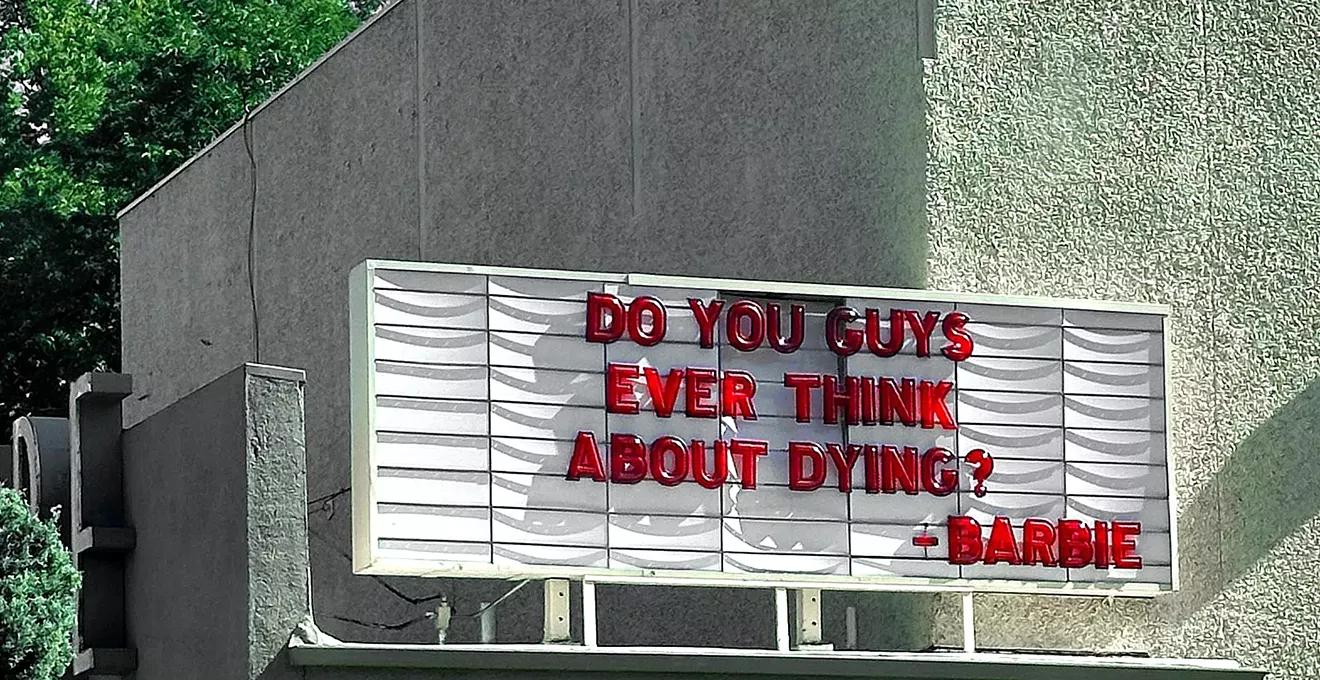 DO YOU GUYS
EVER THINK
ABOUT DYING?
- BARBIE